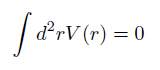 ∫ d²rV(r) = 0